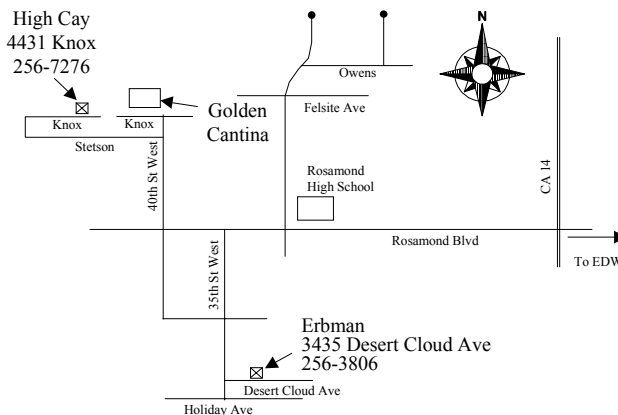 High Cay
4431 Knox
256-7276
N
Owens
Golden
Cantina
Felsite Ave
Knox
Knox
Stetson
40th St West
Rosamond
High School
CA 14
Rosamond Blvd
To EDW
35th St West
Erbman
3435 Desert Cloud Ave
256-3806
Desert Cloud Ave
Holiday Ave